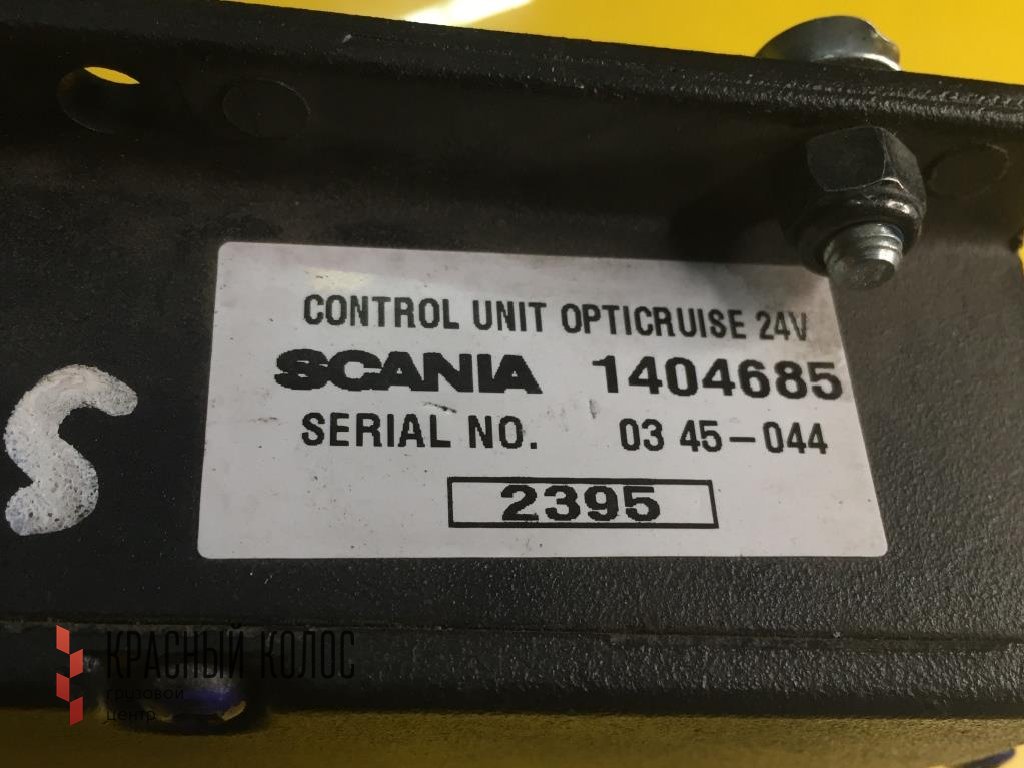 CONTROL UNIT OPTICRUISE 24V
SCANIA 1404685
SERIAL NO. 03 45-044
2395
S
КРАСНЫЙ КОЛОС
грузовой
центр